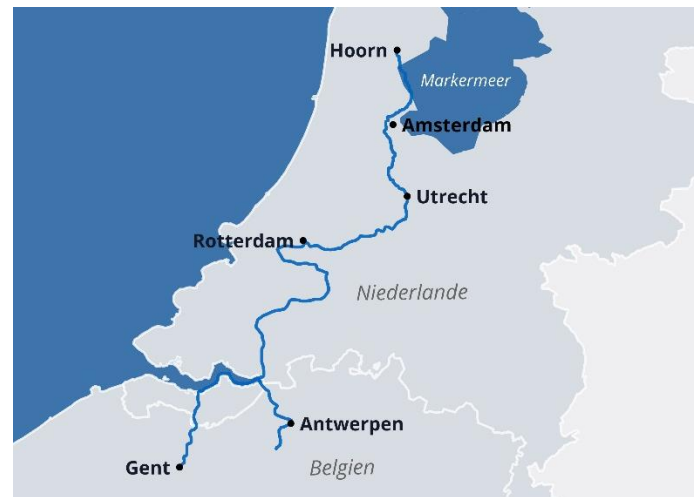 Hoorn
Markermeer
Amsterdam
Utrecht
Rotterdam
Niederlande
Antwerpen
Gent
Belgien